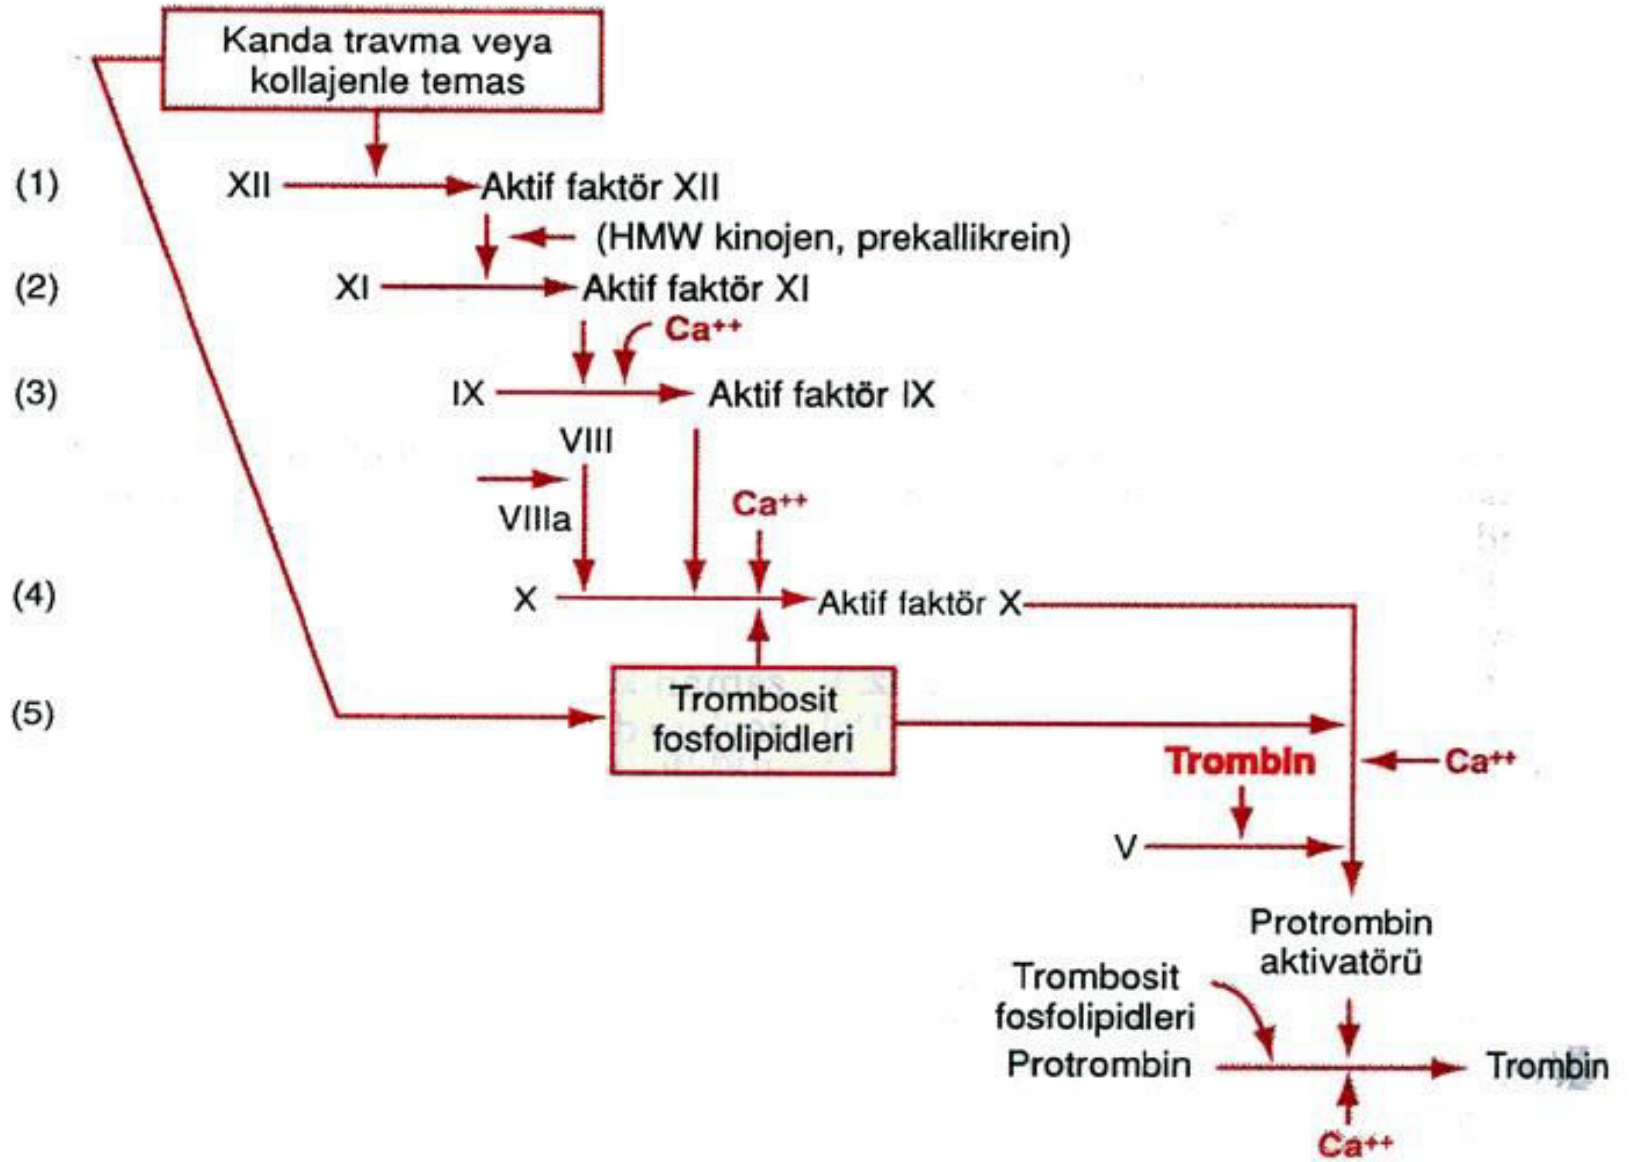 Kanda travma veya
kollajenle temas
(1) XII Aktif faktör XII
(HMW kinojen, prekallikrein)
(2) XI Aktif faktör XI
Ca++
(3) IX Aktif faktör IX
VIII
Ca++
VIIIa
(4) X Aktif faktör X
(5)
Trombosit
fosfolipidleri
Trombin
Ca++
V
Protrombin
aktivatörü
Trombosit
fosfolipidleri
Protrombin Trombin
Ca++